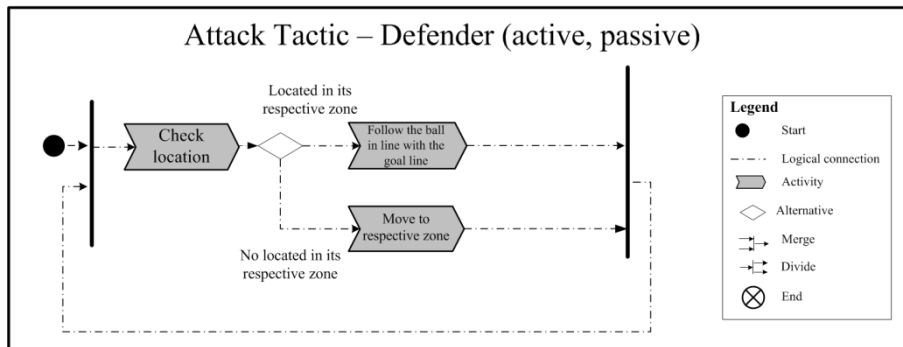 Attack Tactic – Defender (active, passive)
Located in its
respective zone
Check
location
Follow the ball
in line with the
goal line
Move to
respective zone
No located in its
respective zone
Legend
Start
Logical connection
Activity
Alternative
Merge
Divide
End